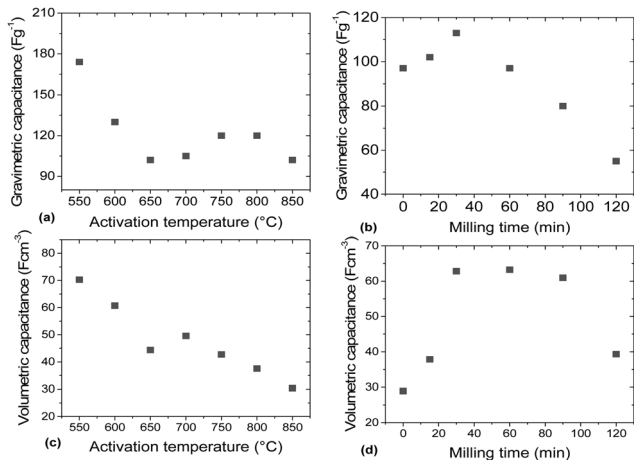 210
180
150
120
90
Gravimetric capacitance (Fg-1)
550 600 650 700 750 800 850
(a)
Activation temperature (°C)
120
100
80
60
40
Gravimetric capacitance (Fg-1)
0 20 40 60 80 100 120
(b)
Milling time (min)
80
70
60
50
40
30
20
Volumetric capacitance (Fcm-3)
550 600 650 700 750 800 850
(c)
Activation temperature (°C)
70
60
50
40
30
20
Volumetric capacitance (Fcm-3)
0 20 40 60 80 100 120
(d)
Milling time (min)